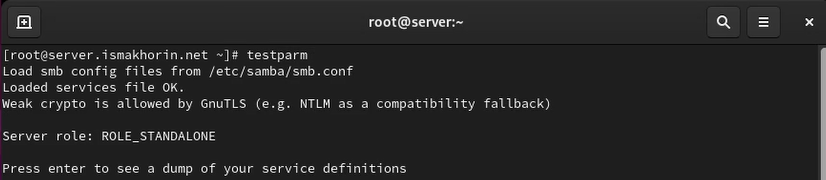 root@server:~
[root@server.ismakhorin.net ~]# testparm
Load smb config files from /etc/samba/smb.conf
Loaded services file OK.
Weak crypto is allowed by GnuTLS (e.g. NTLM as a compatibility fallback)
Server role: ROLE_STANDALONE
Press enter to see a dump of your service definitions